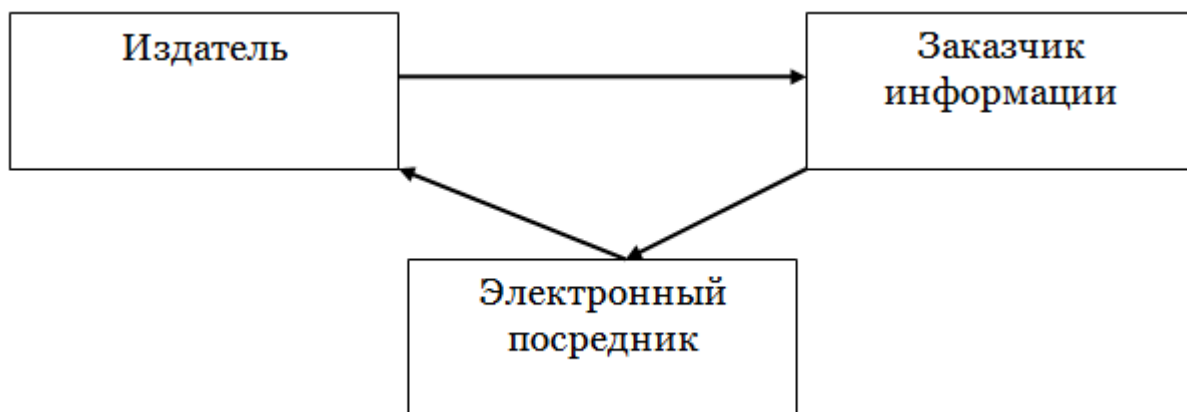 Издатель
Заказчик
информации
Электронный
посредник